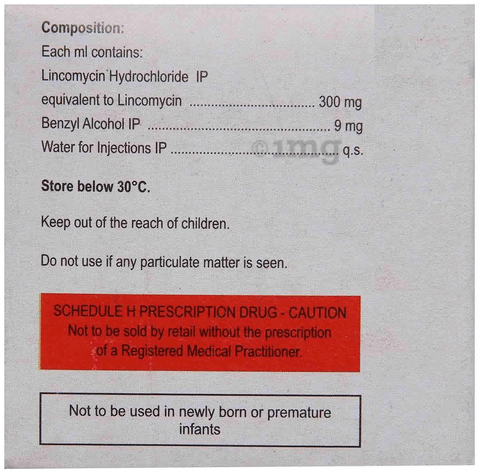 Composition:
Each ml contains:
Lincomycin Hydrochloride IP
equivalent to Lincomycin ................................ 300 mg
Benzyl Alcohol IP ............................................... 9 mg
Water for Injections IP ........................................... q.s.
©1mg
Store below 30°C.
Keep out of the reach of children.
Do not use if any particulate matter is seen.
SCHEDULE H PRESCRIPTION DRUG - CAUTION
Not to be sold by retail without the prescription
of a Registered Medical Practitioner.
Not to be used in newly born or premature
infants